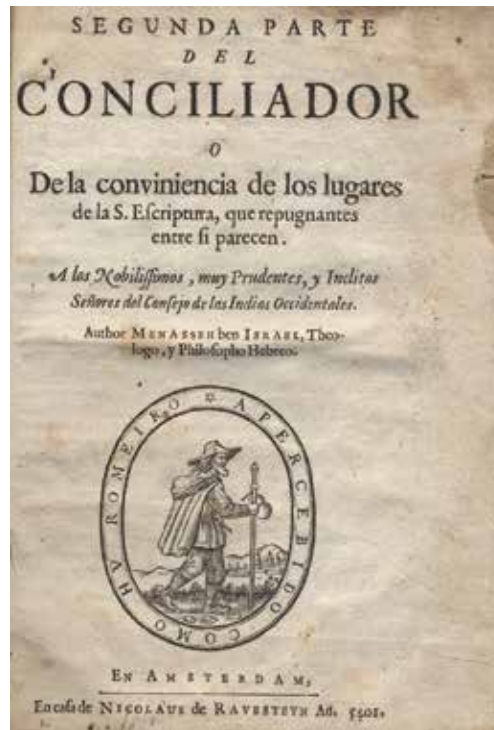 SEGUNDA PARTE
DEL
CONCILIADOR
O
De la conviniencia de los lugares
de la S. Eſcriptura, que repugnantes
entre ſi parecen.
A los Nobiliſſimos, muy Prudentes, y Inclitos
Señores del Conſejo de las Indias Occidentales.
Author MENASSEH ben ISRAEL, Theo-
logo, y Philoſopho Hebreo.
APERCEBIDO COMO HV ROMEIRO
EN AMSTERDAM,
En caſa de NICOLAUS de RAVESTEYN Aō. 5401.